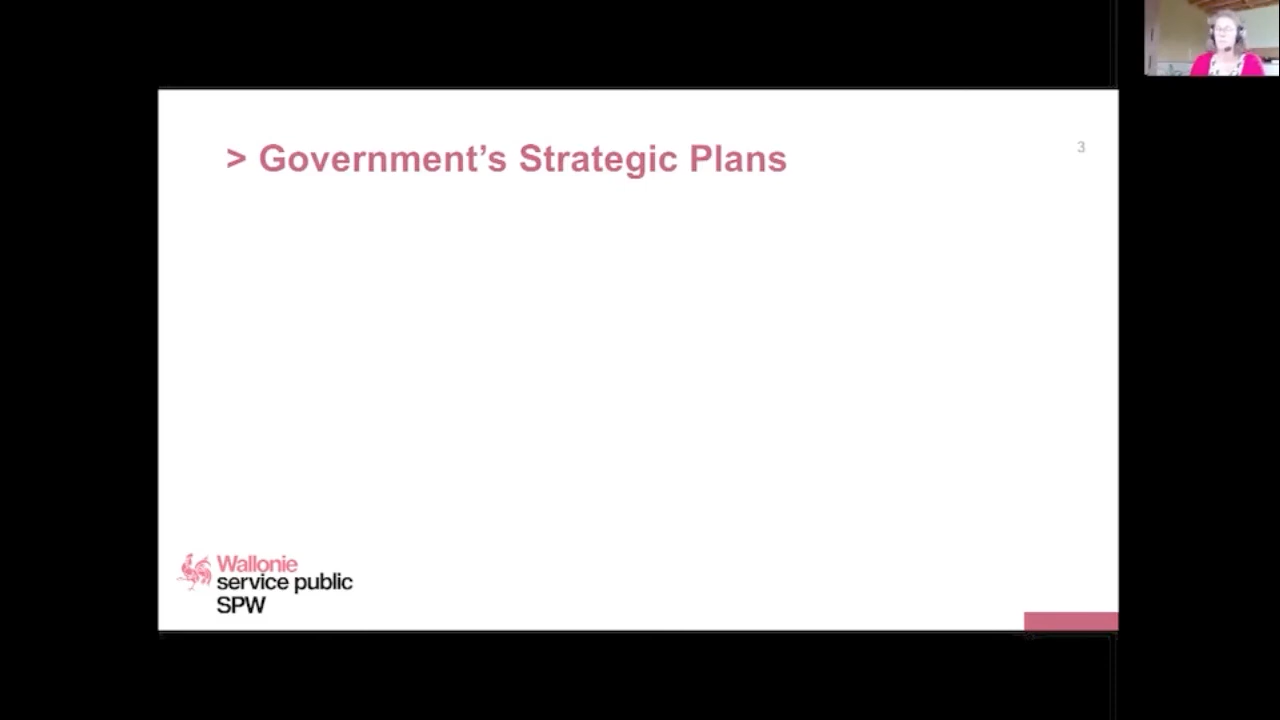 > Government’s Strategic Plans
3
Wallonie
service public
SPW